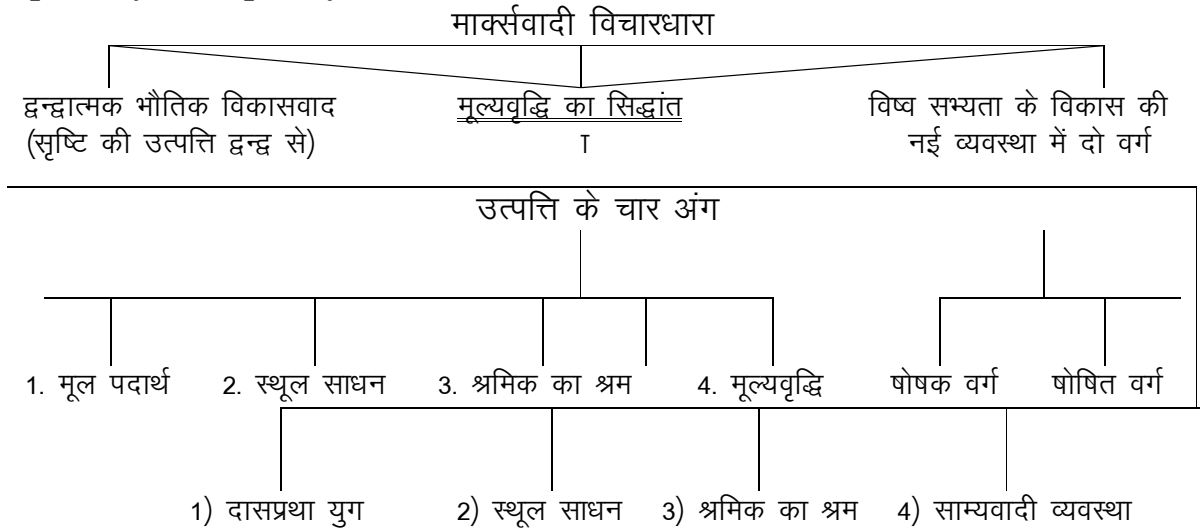 मार्क्सवादी विचारधारा
द्वन्द्वात्मक भौतिक विकासवाद मूल्यवृद्धि का सिद्धांत विष्व सभ्यता के विकास की
(सृष्टि की उत्पत्ति द्वन्द्व से) ा नई व्यवस्था में दो वर्ग
उत्पत्ति के चार अंग
1. मूल पदार्थ 2. स्थूल साधन 3. श्रमिक का श्रम 4. मूल्यवृद्धि षोषक वर्ग षोषित वर्ग
1) दासप्रथा युग 2) स्थूल साधन 3) श्रमिक का श्रम 4) साम्यवादी व्यवस्था